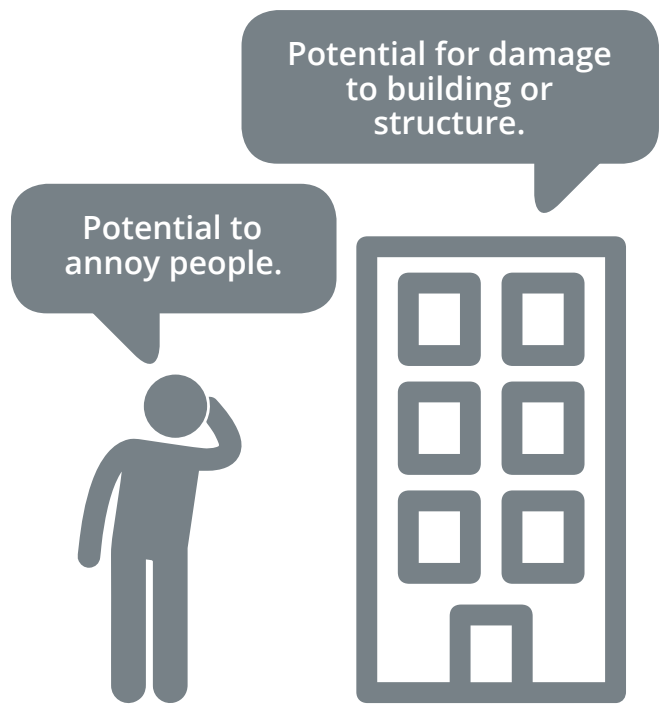 Potential for damage
to building or
structure.
Potential to
annoy people.